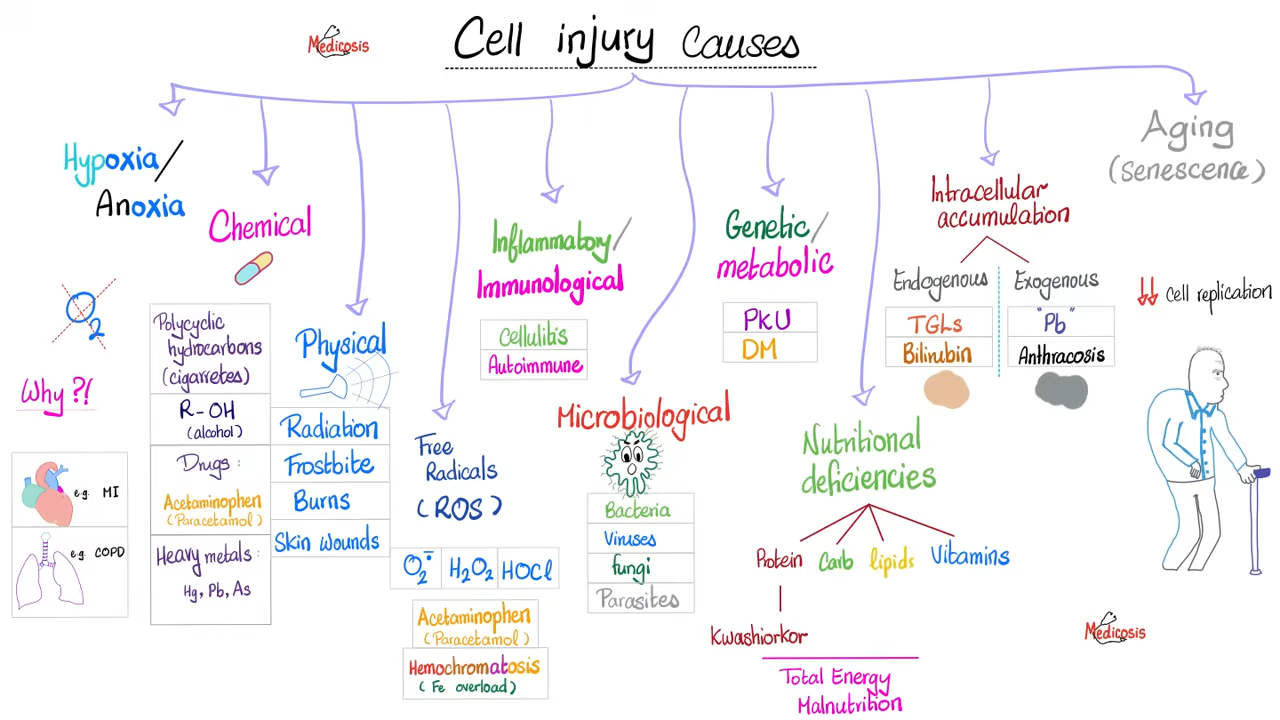 Medicosis
Cell injury causes
Hypoxia/
Anoxia
O2
Why ?!
e.g. MI
e.g. COPD
Chemical
Polycyclic
hydrocarbons
(cigarretes)
R-OH
(alcohol)
Drugs :
Acetaminophen
(Paracetamol)
Heavy metals :
Hg, Pb, As
Physical
Radiation
Frostbite
Burns
Skin wounds
Free
Radicals
(ROS)
O2•̄
H2O2
HOCl
Acetaminophen
(Paracetamol)
Hemochromatosis
(Fe overload)
Inflammatory/
Immunological
Cellulitis
Autoimmune
Microbiological
Bacteria
Viruses
fungi
Parasites
Genetic/
metabolic
PKU
DM
Nutritional
deficiencies
Protein
Carb
lipids
Vitamins
Kwashiorkor
Total Energy
Malnutrition
Intracellular
accumulation
Endogenous
TGLs
Bilirubin
Exogenous
"Pb"
Anthracosis
Aging
(senescence)
↓↓ Cell replication
Medicosis